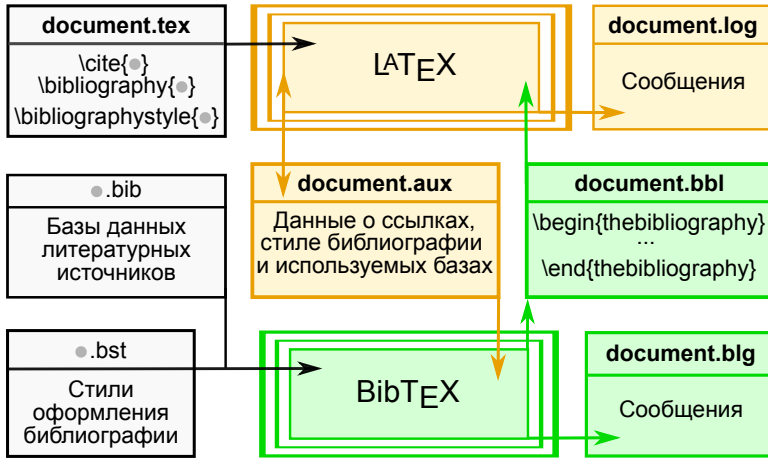 document.tex
\cite{●}
\bibliography{●}
\bibliographystyle{●}
LATEX
document.log
Сообщения
●.bib
Базы данных
литературных
источников
document.aux
Данные о ссылках,
стиле библиографии
и используемых базах
document.bbl
\begin{thebibliography}
...
\end{thebibliography}
●.bst
Стили
оформления
библиографии
BibTEX
document.blg
Сообщения